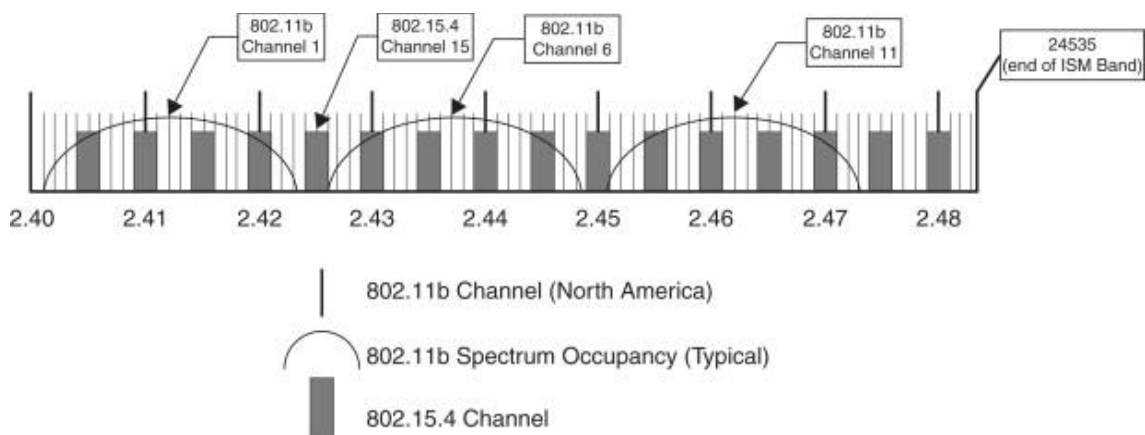 802.11b
Channel 1
802.15.4
Channel 15
802.11b
Channel 6
802.11b
Channel 11
24535
(end of ISM Band)
2.40 2.41 2.42 2.43 2.44 2.45 2.46 2.47 2.48
802.11b Channel (North America)
802.11b Spectrum Occupancy (Typical)
802.15.4 Channel